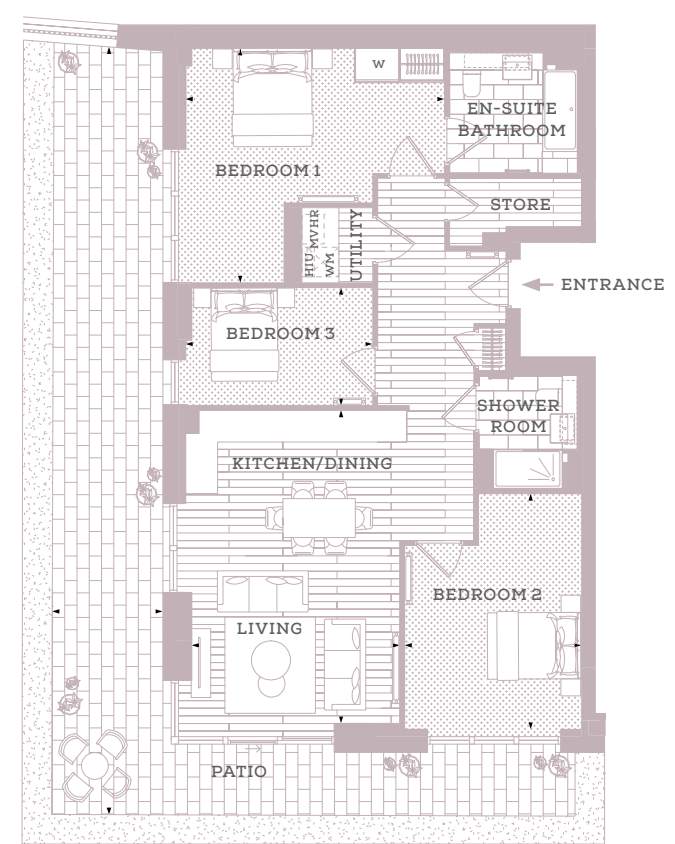 W
EN-SUITE
BATHROOM
BEDROOM 1
STORE
HIU
MVHR
WM
UTILITY
ENTRANCE
BEDROOM 3
SHOWER
ROOM
KITCHEN/DINING
BEDROOM 2
LIVING
PATIO